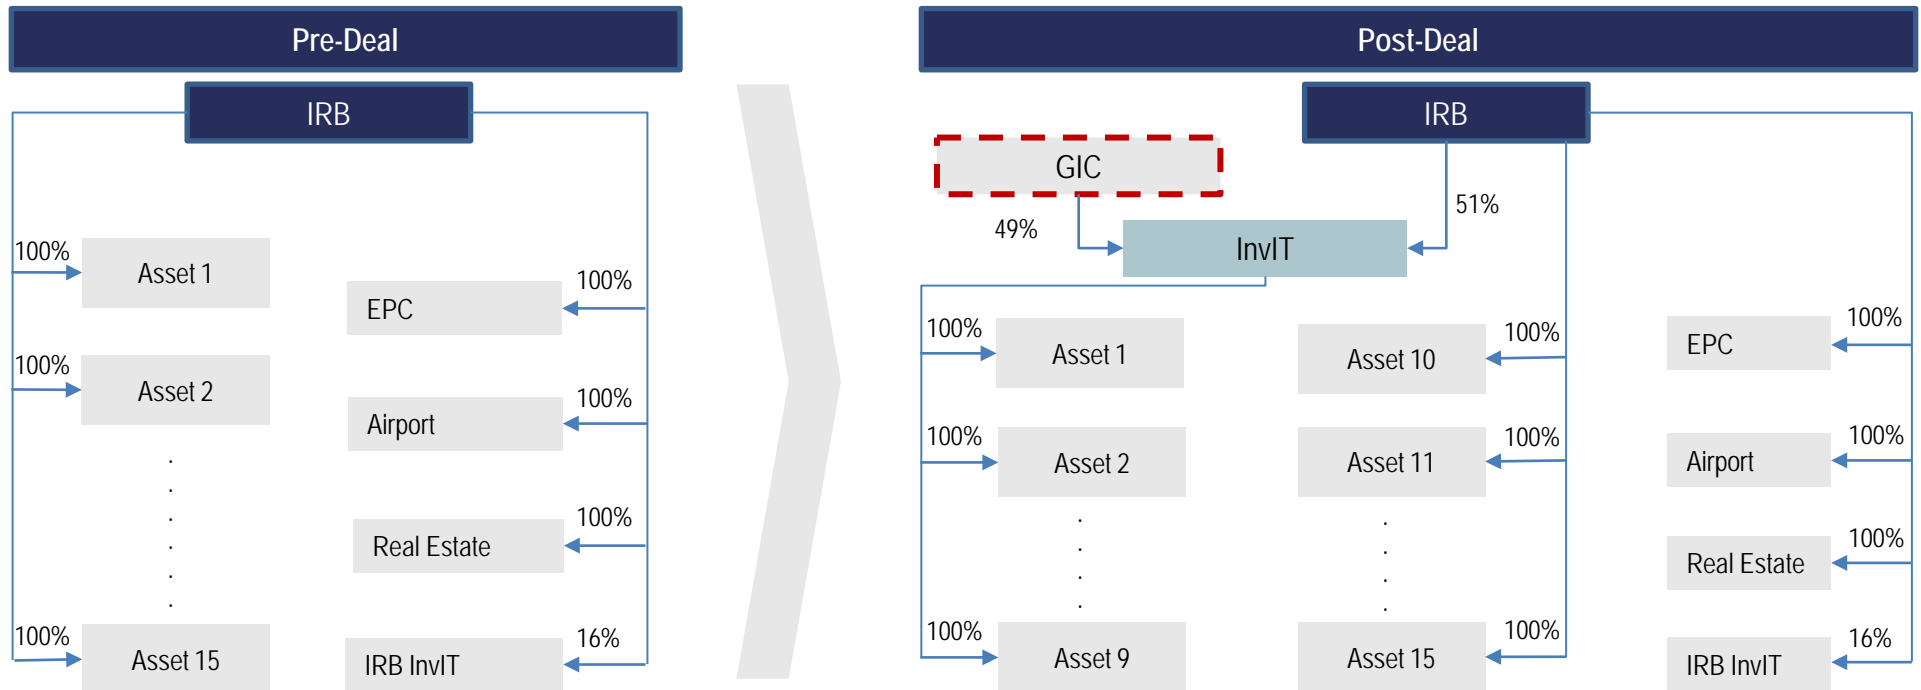 Pre-Deal
IRB
100%
Asset 1
100%
Asset 2
.
.
.
.
.
.
100%
Asset 15
100%
EPC
100%
Airport
100%
Real Estate
16%
IRB InvIT
Post-Deal
IRB
GIC
49%
51%
InvIT
100%
Asset 1
100%
Asset 2
.
.
.
.
100%
Asset 9
100%
Asset 10
100%
Asset 11
.
.
.
.
100%
Asset 15
100%
EPC
100%
Airport
100%
Real Estate
16%
IRB InvIT